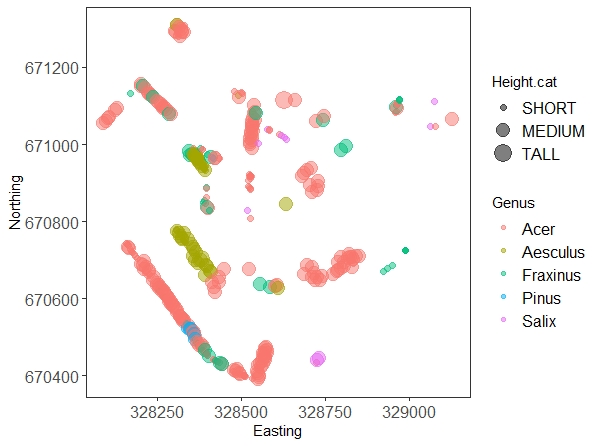 671200
671000
670800
670600
670400
Northing
328250 328500 328750 329000
Easting
Height.cat
SHORT
MEDIUM
TALL
Genus
Acer
Aesculus
Fraxinus
Pinus
Salix